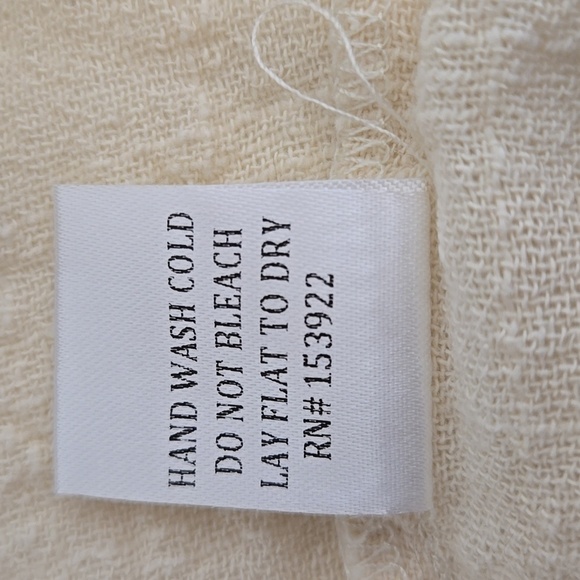 HAND WASH COLD
DO NOT BLEACH
LAY FLAT TO DRY
RN# 153922